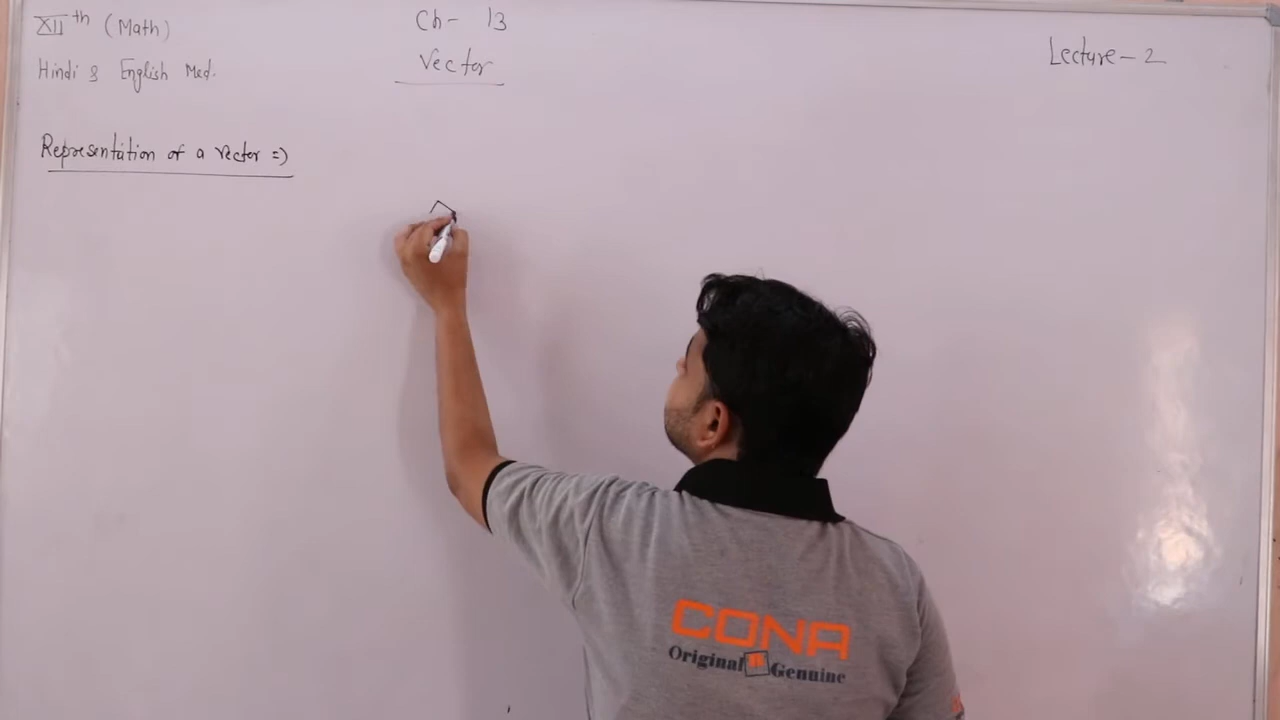 XIIth (Math)
Ch- 13
Lecture - 2
Hindi & English Med.
Vector
Representation of a vector =)
CONA
Original Genuine